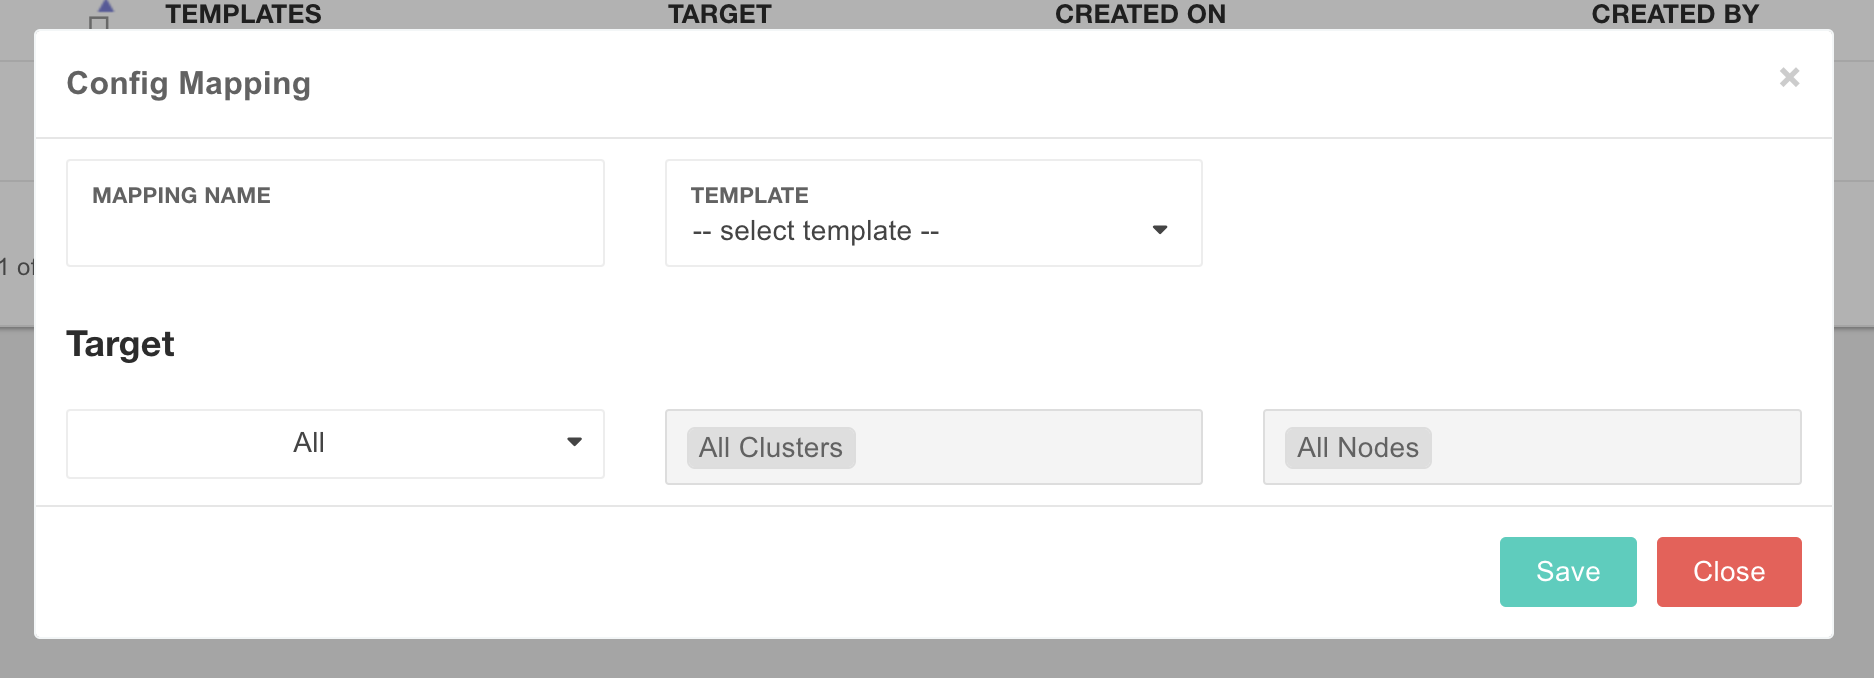 TEMPLATES TARGET CREATED ON CREATED BY
Config Mapping
×
MAPPING NAME
TEMPLATE
-- select template --
1 of
Target
All
All Clusters
All Nodes
Save
Close